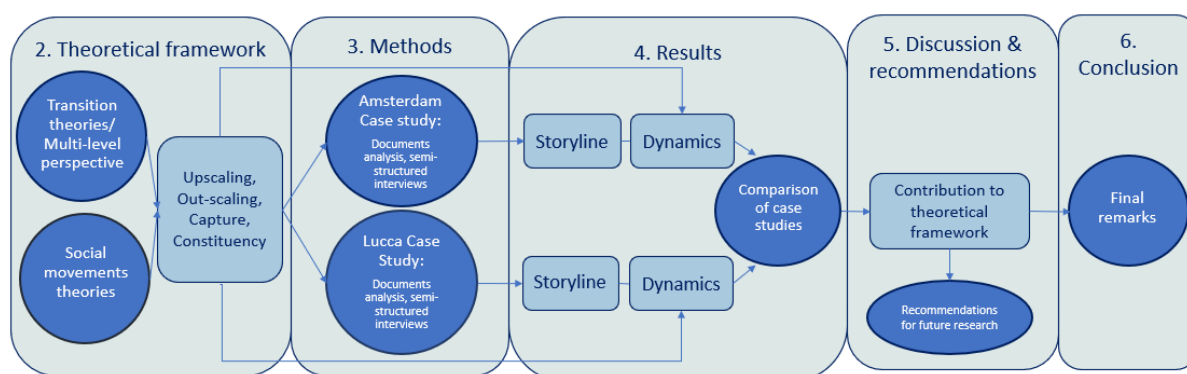 2. Theoretical framework
Transition theories/
Multi-level
perspective
Social
movements
theories
Upscaling,
Out-scaling,
Capture,
Constituency
3. Methods
Amsterdam
Case study:
Documents
analysis, semi-
structured
interviews
Lucca Case
Study:
Documents
analysis, semi-
structured
interviews
4. Results
Storyline
Dynamics
Storyline
Dynamics
Comparison
of case
studies
5. Discussion &
recommendations
Contribution to
theoretical
framework
Recommendations
for future research
6.
Conclusion
Final
remarks